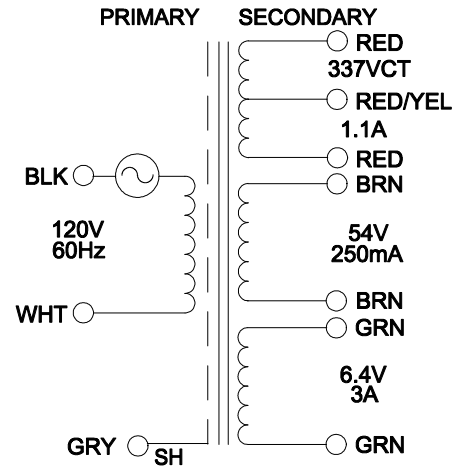 PRIMARY SECONDARY
RED
337VCT
RED/YEL
1.1A
RED
BLK
BRN
120V
60Hz
54V
250mA
WHT
BRN
GRN
6.4V
3A
GRY
SH
GRN